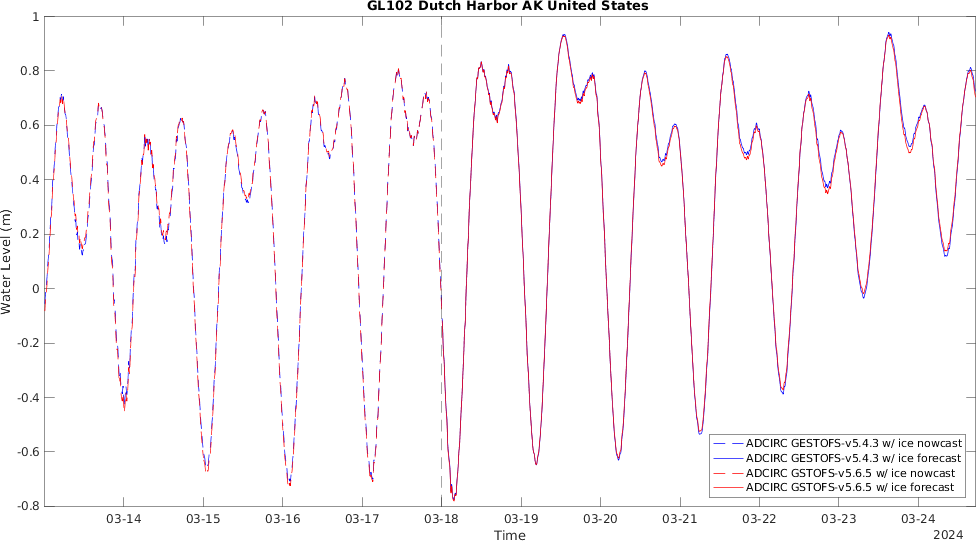 GL102 Dutch Harbor AK United States
1
0.8
0.6
0.4
0.2
0
-0.2
-0.4
-0.6
-0.8
Water Level (m)
ADCIRC GESTOFS-v5.4.3 w/ ice nowcast
ADCIRC GESTOFS-v5.4.3 w/ ice forecast
ADCIRC GSTOFS-v5.6.5 w/ ice nowcast
ADCIRC GSTOFS-v5.6.5 w/ ice forecast
03-14 03-15 03-16 03-17 03-18 03-19 03-20 03-21 03-22 03-23 03-24
Time
2024